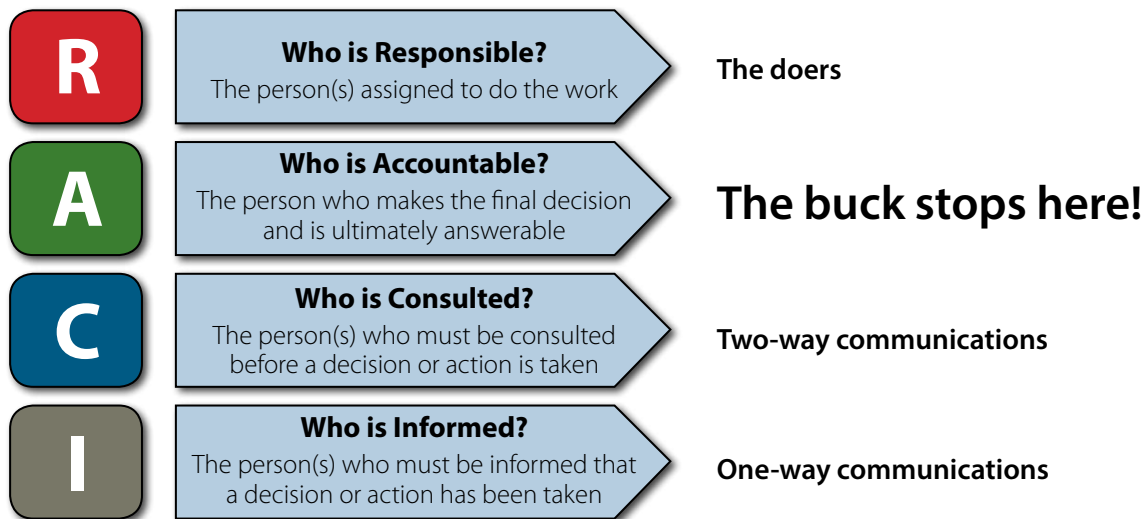 R
Who is Responsible?
The person(s) assigned to do the work
The doers
A
Who is Accountable?
The person who makes the final decision
and is ultimately answerable
The buck stops here!
C
Who is Consulted?
The person(s) who must be consulted
before a decision or action is taken
Two-way communications
I
Who is Informed?
The person(s) who must be informed that
a decision or action has been taken
One-way communications